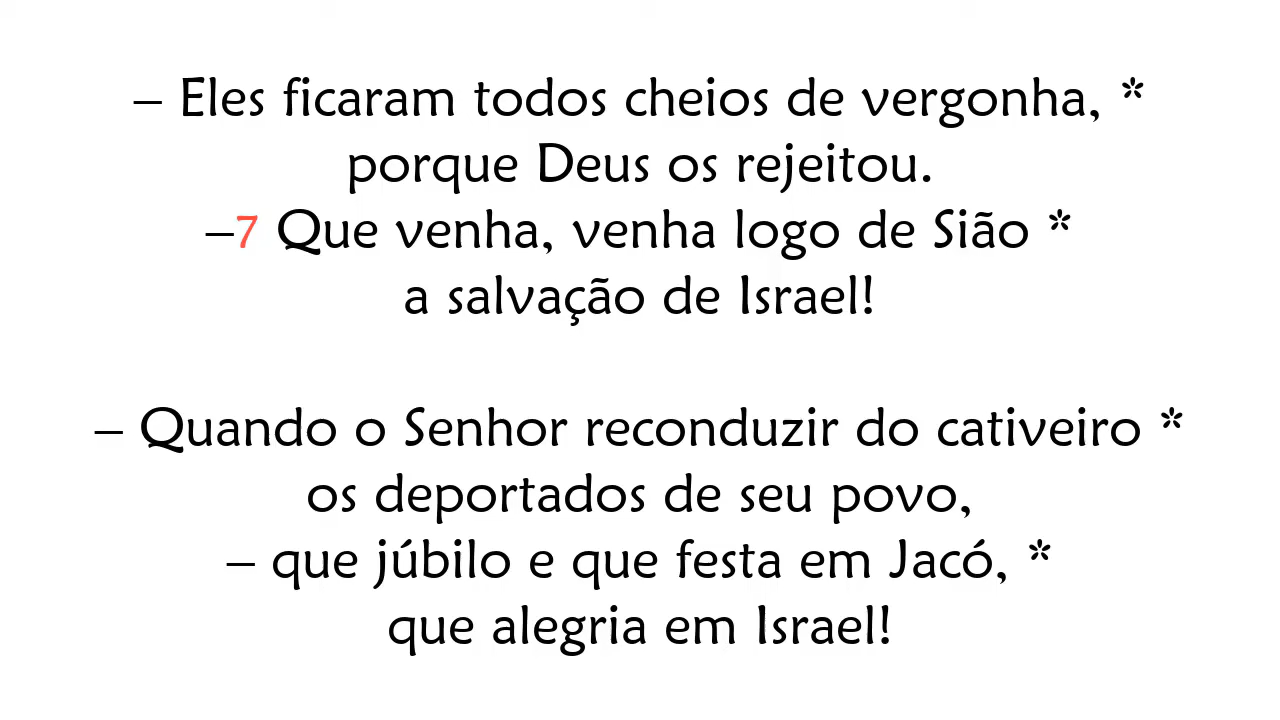 – Eles ficaram todos cheios de vergonha, *
porque Deus os rejeitou.
–7 Que venha, venha logo de Sião *
a salvação de Israel!
– Quando o Senhor reconduzir do cativeiro *
os deportados de seu povo,
– que júbilo e que festa em Jacó, *
que alegria em Israel!